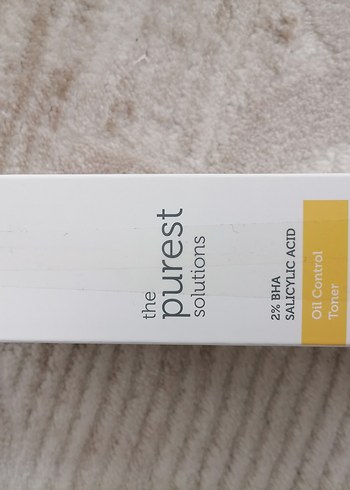 the
purest
solutions
2% BHA
SALICYLIC ACID
Oil Control
Toner